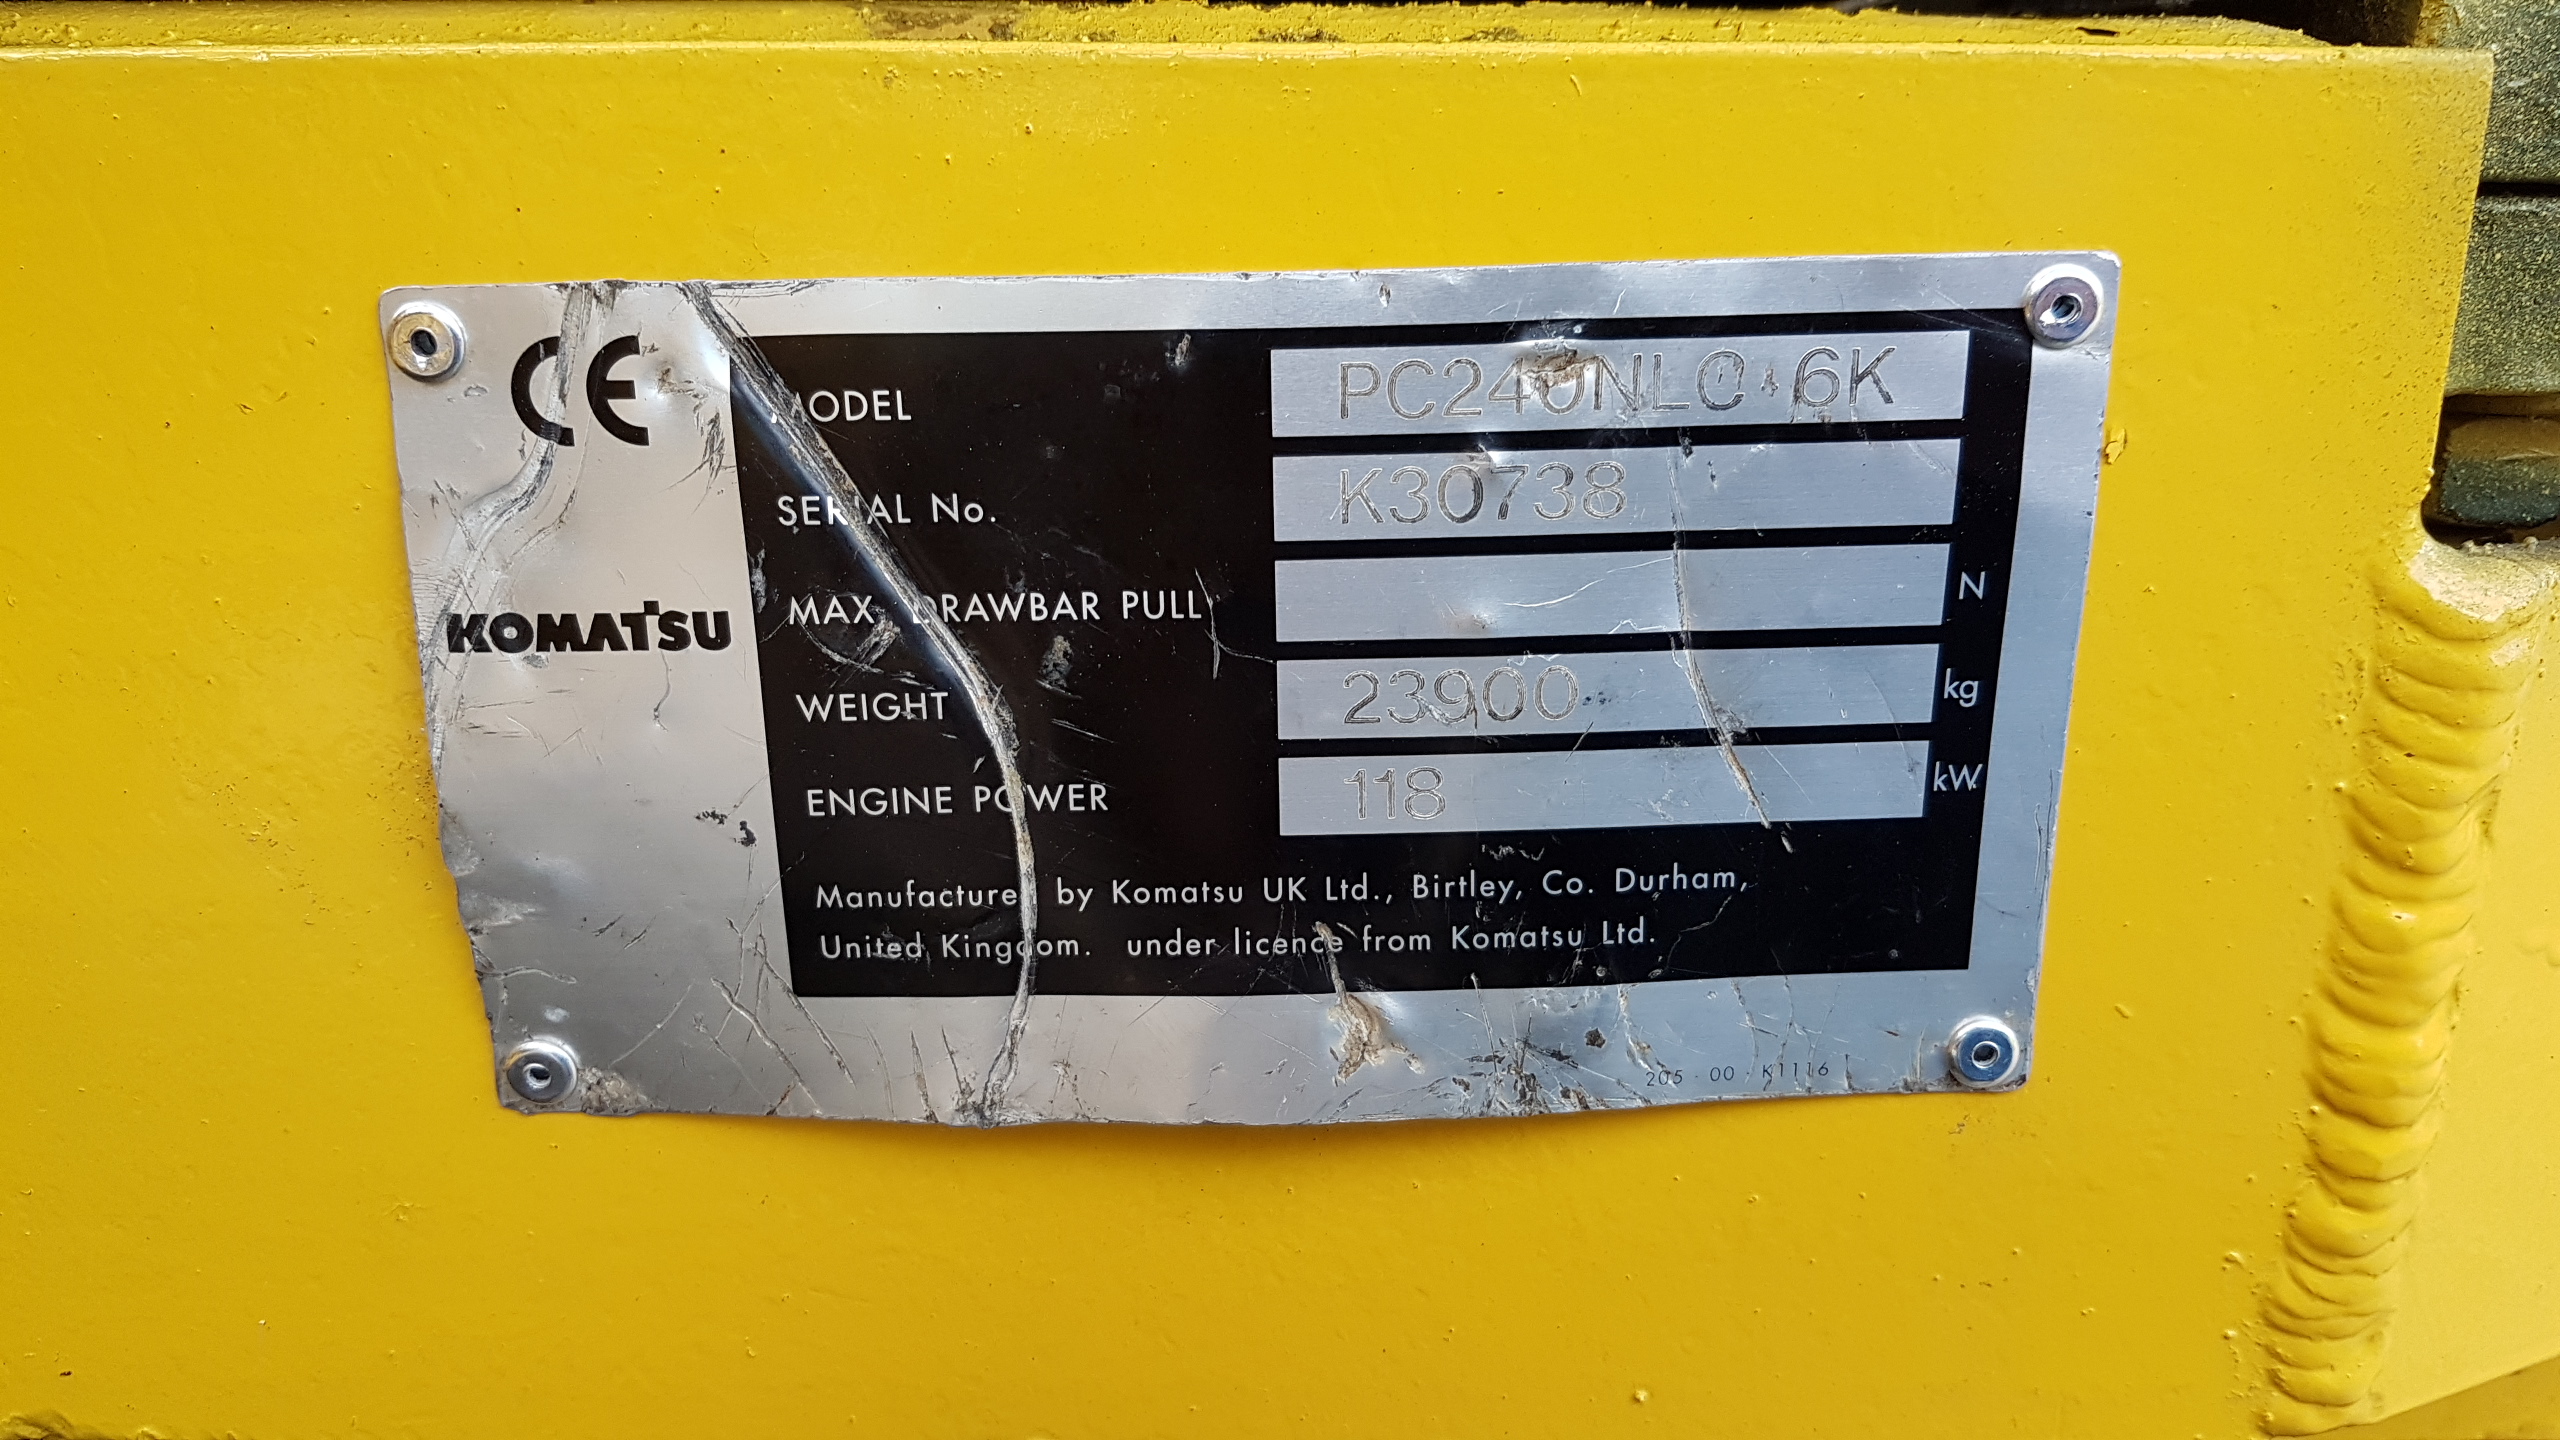 CE
MODEL PC240NLC-6K
SERIAL No. K30738
KOMATSU
MAX. DRAWBAR PULL N
WEIGHT 23900 kg
ENGINE POWER 118 kW
Manufactured by Komatsu UK Ltd., Birtley, Co. Durham,
United Kingdom. under licence from Komatsu Ltd.
205 - 00 - K1116